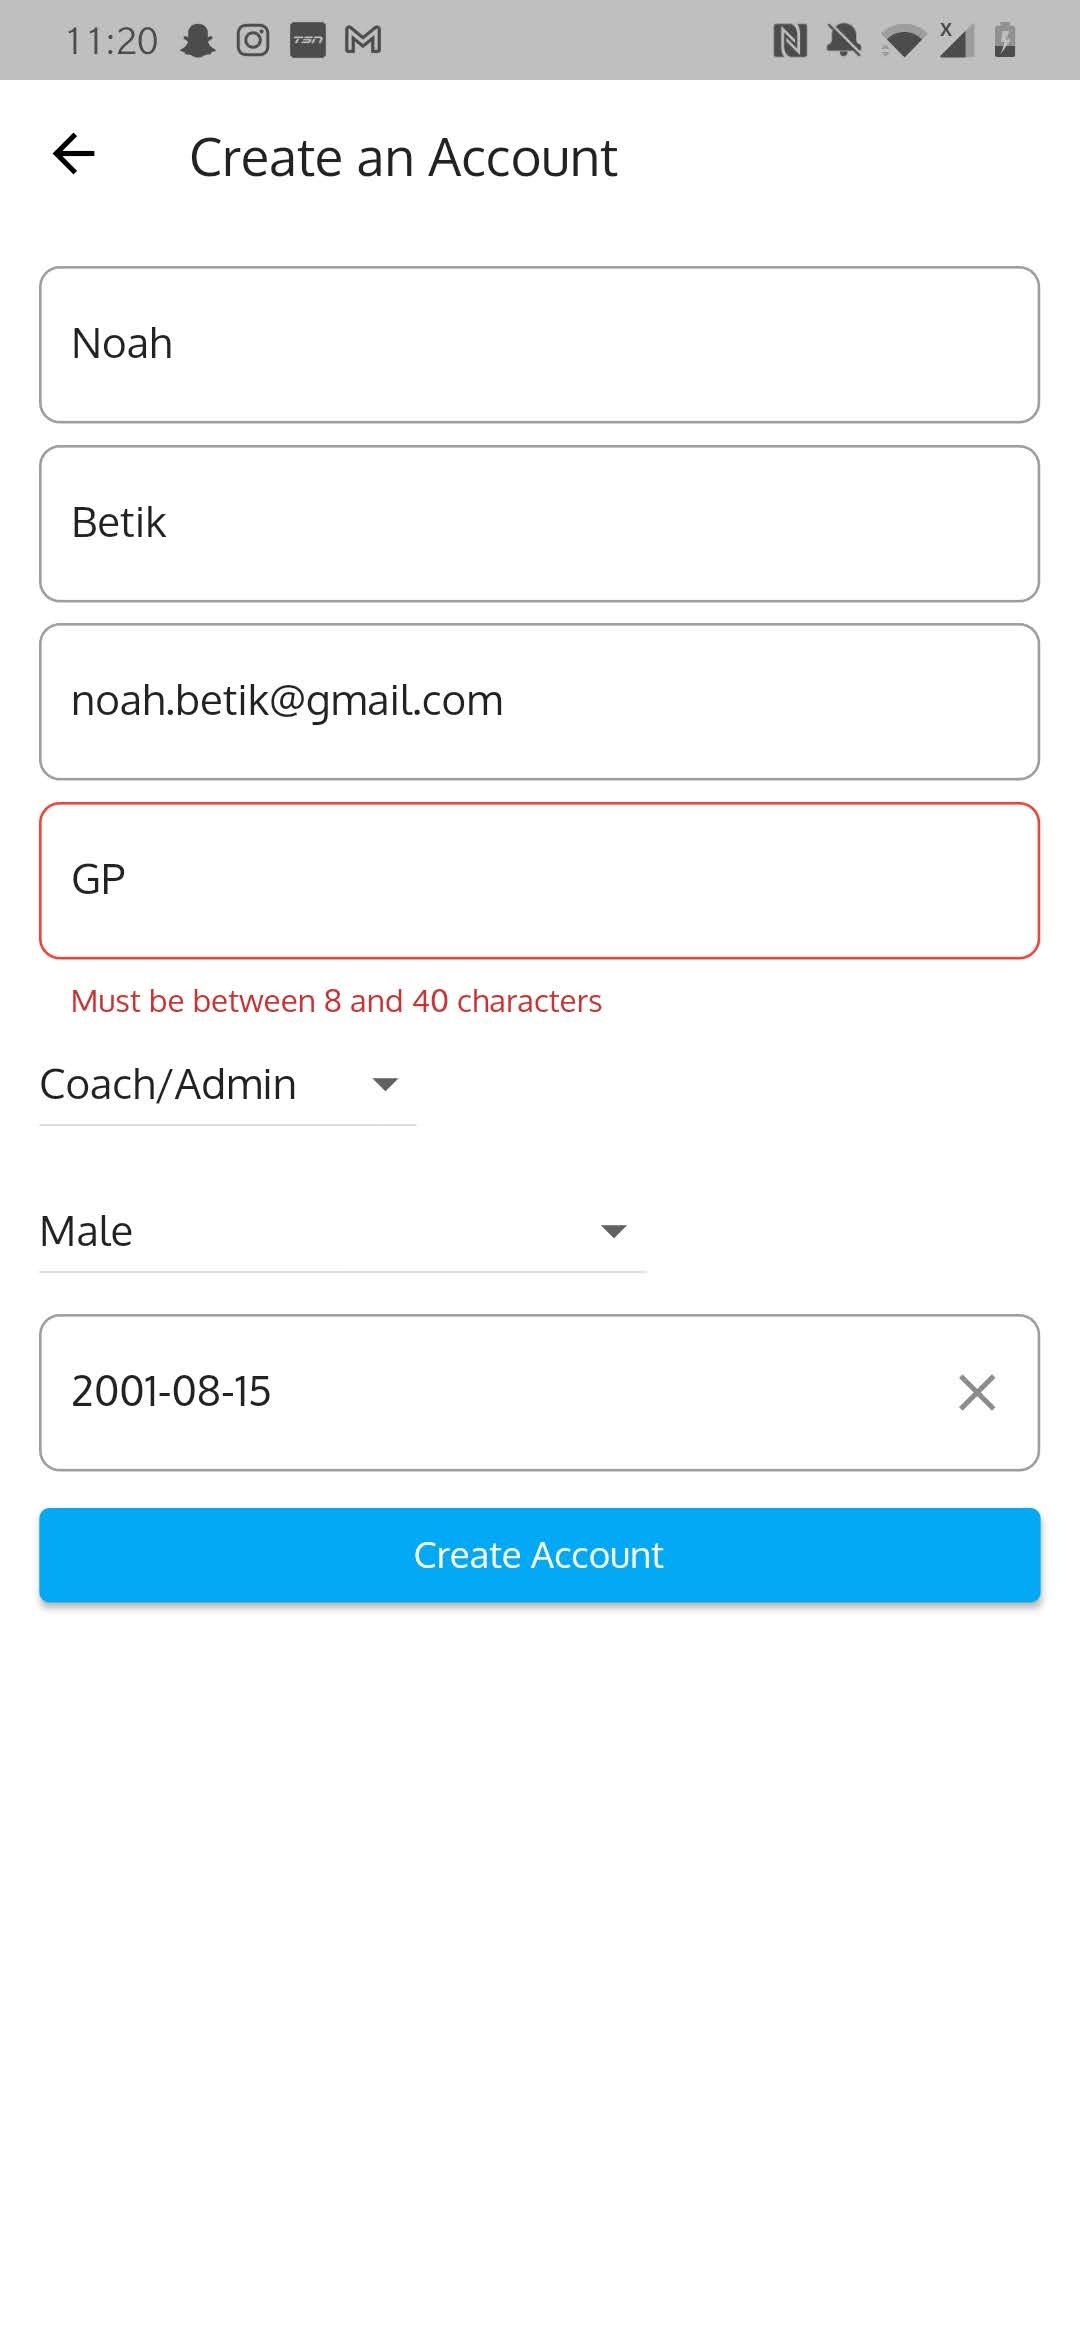 11:20 TSN
Create an Account
Noah
Betik
noah.betik@gmail.com
GP
Must be between 8 and 40 characters
Coach/Admin
Male
2001-08-15
Create Account